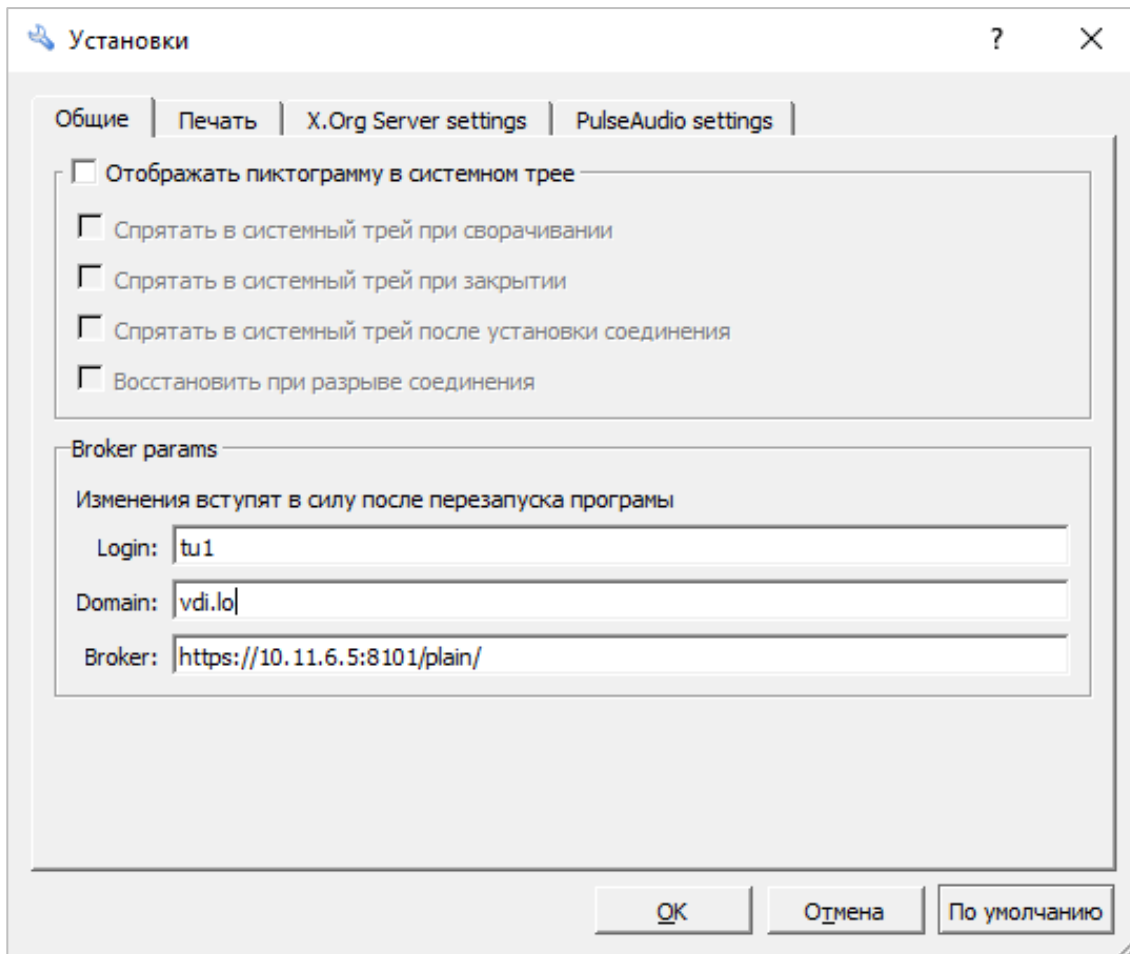 Установки
?
Общие Печать X.Org Server settings PulseAudio settings
Отображать пиктограмму в системном трее
Спрятать в системный трей при сворачивании
Спрятать в системный трей при закрытии
Спрятать в системный трей после установки соединения
Восстановить при разрыве соединения
Broker params
Изменения вступят в силу после перезапуска програмы
Login: tu1
Domain: vdi.lo
Broker: https://10.11.6.5:8101/plain/
OK Отмена По умолчанию